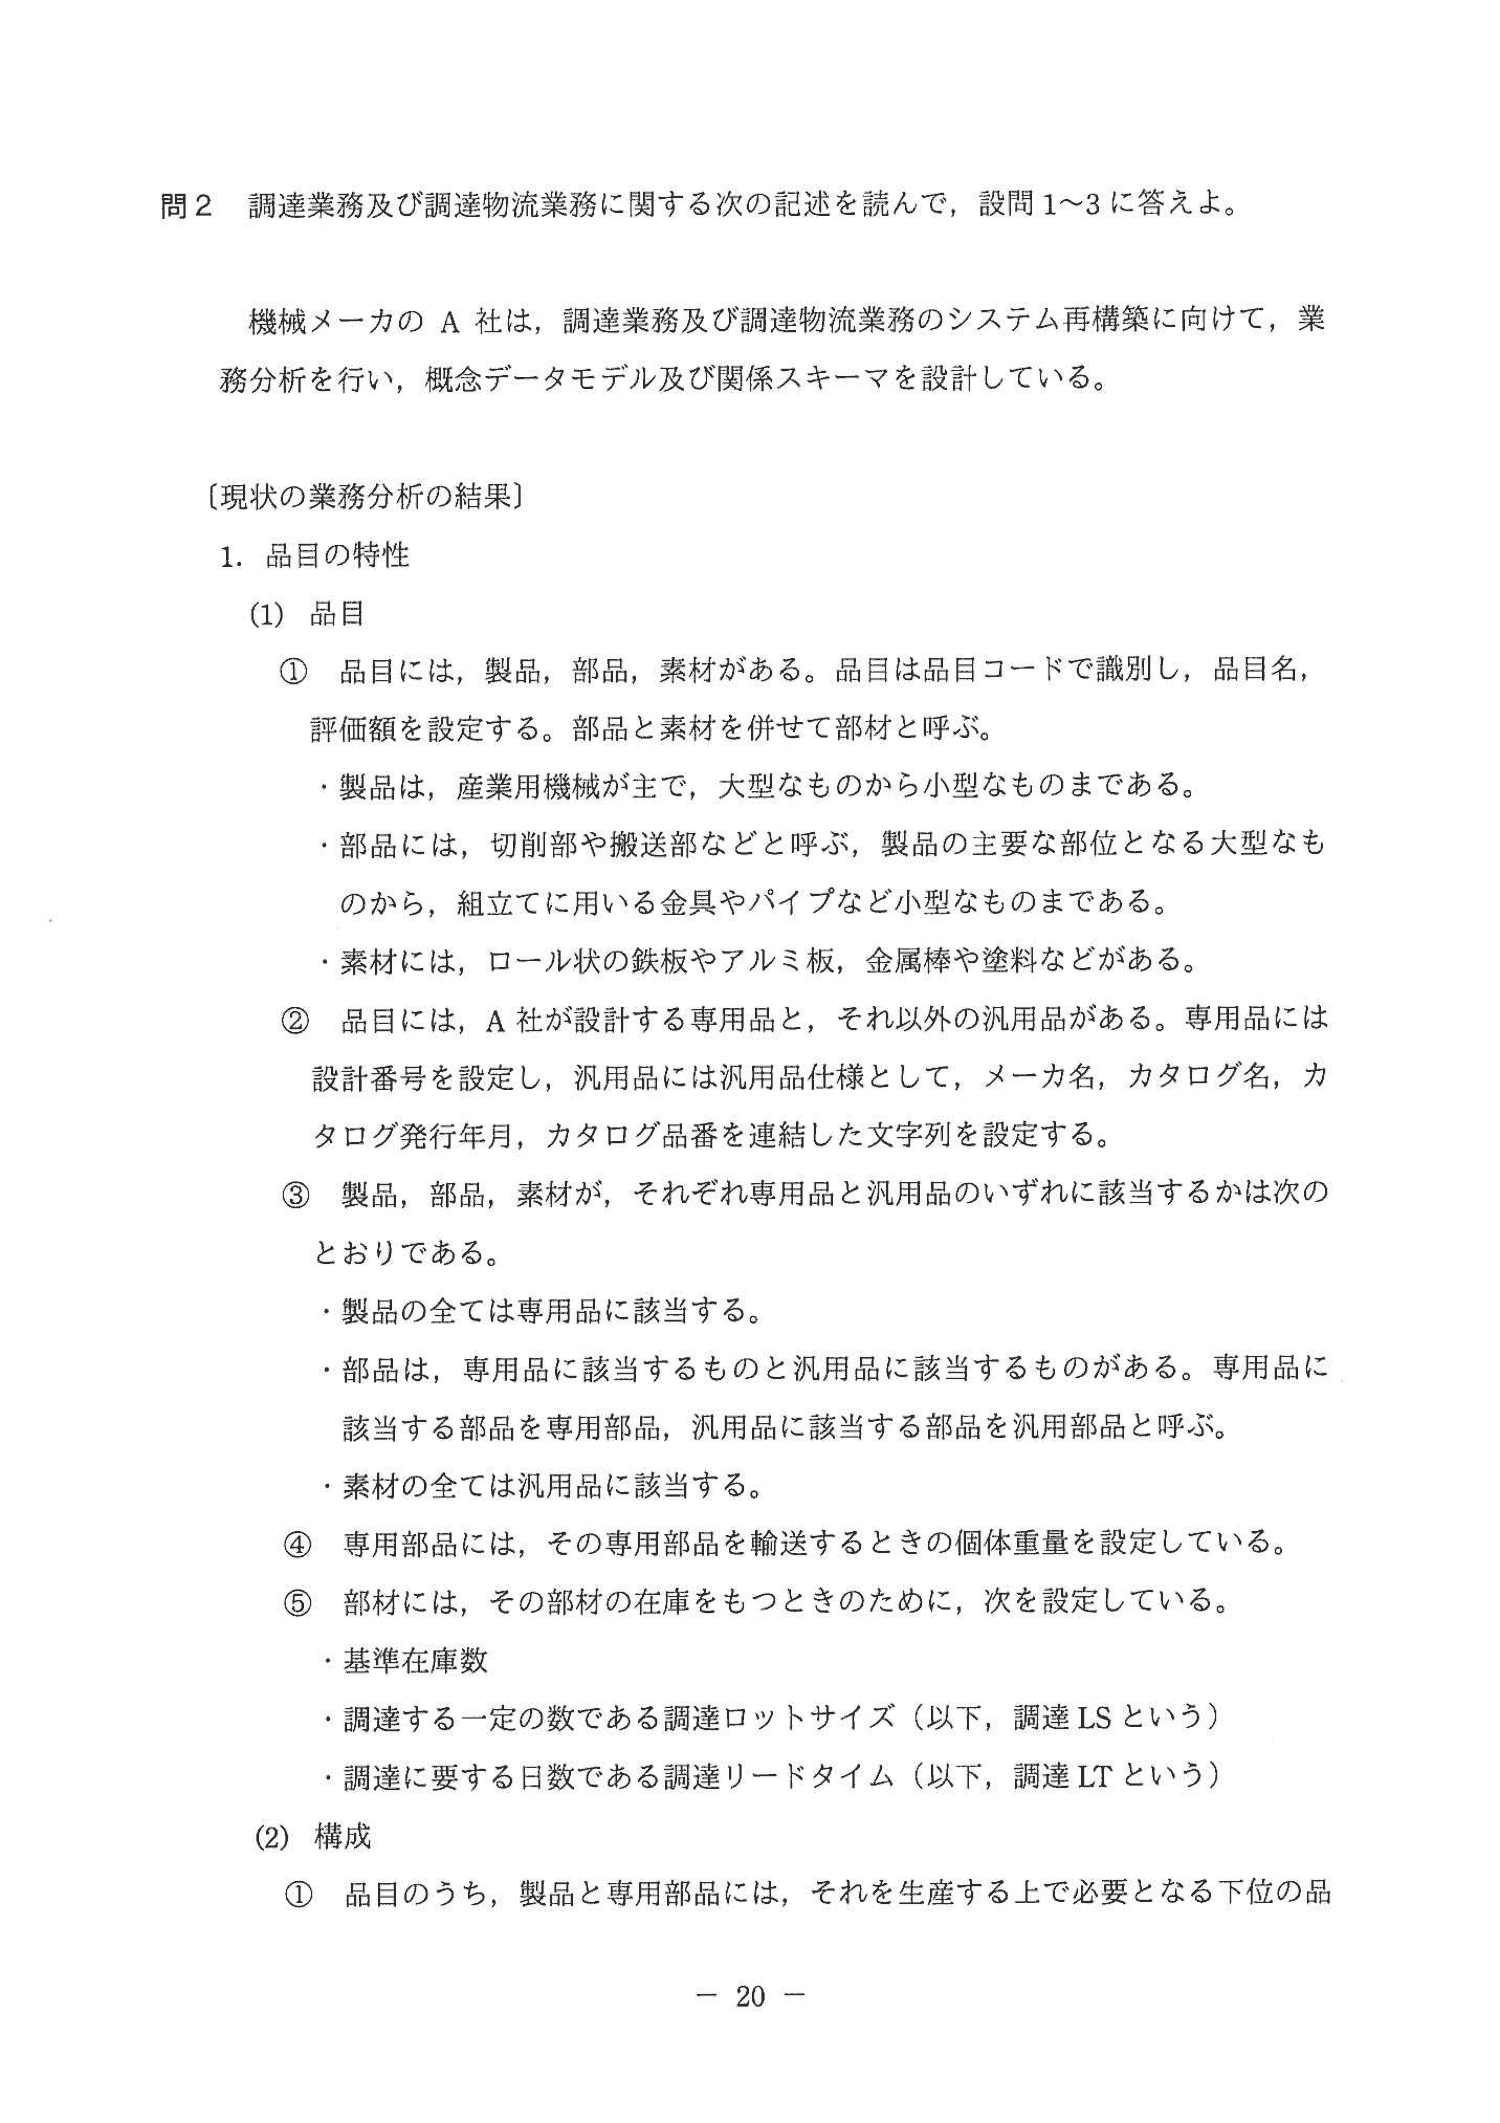 問2 調達業務及び調達物流業務に関する次の記述を読んで，設問1～3に答えよ。
機械メーカの A 社は，調達業務及び調達物流業務のシステム再構築に向けて，業
務分析を行い，概念データモデル及び関係スキーマを設計している。
〔現状の業務分析の結果〕
1. 品目の特性
(1) 品目
① 品目には，製品，部品，素材がある。品目は品目コードで識別し，品目名，
評価額を設定する。部品と素材を併せて部材と呼ぶ。
・製品は，産業用機械が主で，大型なものから小型なものまである。
・部品には，切削部や搬送部などと呼ぶ，製品の主要な部位となる大型なも
のから，組立てに用いる金具やパイプなど小型なものまである。
・素材には，ロール状の鉄板やアルミ板，金属棒や塗料などがある。
② 品目には，A 社が設計する専用品と，それ以外の汎用品がある。専用品には
設計番号を設定し，汎用品には汎用品仕様として，メーカ名，カタログ名，カ
タログ発行年月，カタログ品番を連結した文字列を設定する。
③ 製品，部品，素材が，それぞれ専用品と汎用品のいずれに該当するかは次の
とおりである。
・製品の全ては専用品に該当する。
・部品は，専用品に該当するものと汎用品に該当するものがある。専用品に
該当する部品を専用部品，汎用品に該当する部品を汎用部品と呼ぶ。
・素材の全ては汎用品に該当する。
④ 専用部品には，その専用部品を輸送するときの個体重量を設定している。
⑤ 部材には，その部材の在庫をもつときのために，次を設定している。
・基準在庫数
・調達する一定の数である調達ロットサイズ（以下，調達 LS という）
・調達に要する日数である調達リードタイム（以下，調達 LT という）
(2) 構成
① 品目のうち，製品と専用部品には，それを生産する上で必要となる下位の品
－ 20 －